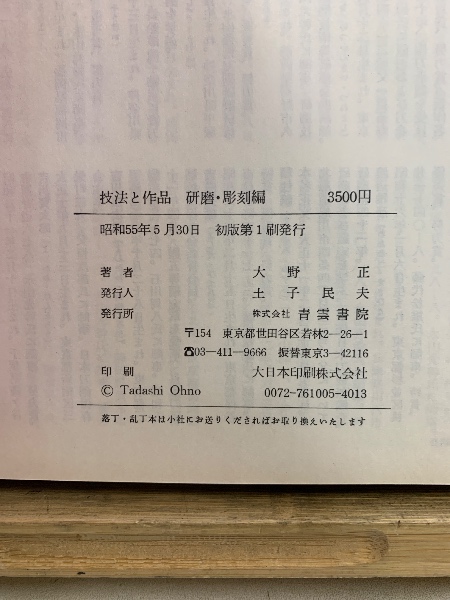 技法と作品 研磨・彫刻編 3500円
昭和55年5月30日 初版第1刷発行
著者 大野正
発行人 土子民夫
発行所 株式会社 青雲書院
〒154 東京都世田谷区若林2−26−1
☎03−411−9666 振替東京3−42116
印刷 大日本印刷株式会社
© Tadashi Ohno 0072-761005-4013
落丁・乱丁本は小社にお送りくださればお取り換えいたします